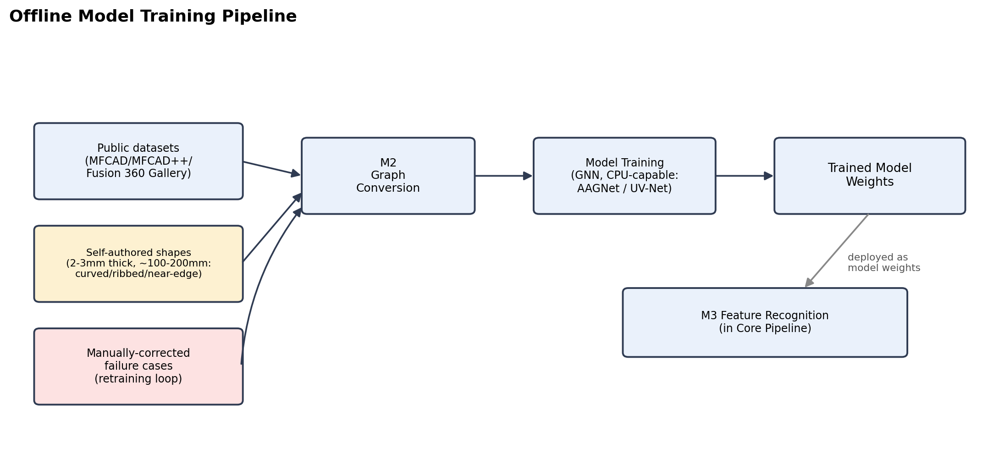 Offline Model Training Pipeline
Public datasets
(MFCAD/MFCAD++/
Fusion 360 Gallery)
M2
Graph
Conversion
Model Training
(GNN, CPU-capable:
AAGNet / UV-Net)
Trained Model
Weights
Self-authored shapes
(2-3mm thick, ~100-200mm:
curved/ribbed/near-edge)
deployed as
model weights
Manually-corrected
failure cases
(retraining loop)
M3 Feature Recognition
(in Core Pipeline)